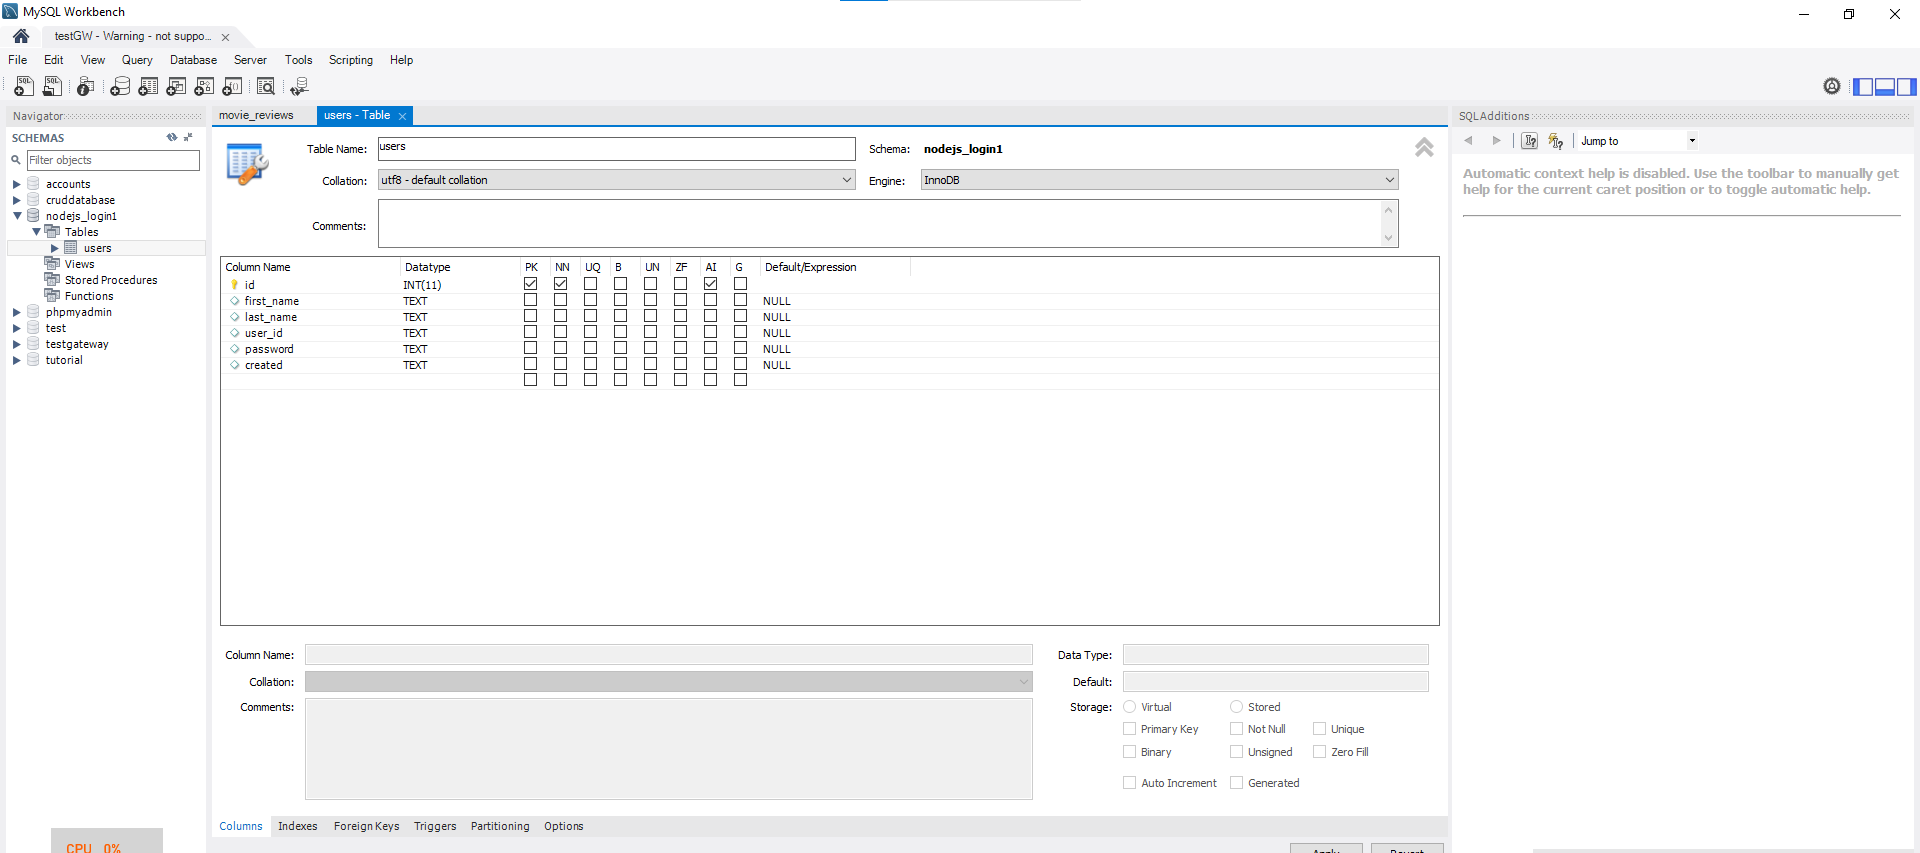 MySQL Workbench
testGW - Warning - not suppo...
File Edit View Query Database Server Tools Scripting Help
Navigator
SCHEMAS
Filter objects
accounts
cruddatabase
nodejs_login1
Tables
users
Views
Stored Procedures
Functions
phpmyadmin
test
testgateway
tutorial
CPU 0%
movie_reviews
users - Table
Table Name: users
Schema: nodejs_login1
Collation: utf8 - default collation
Engine: InnoDB
Comments:
Column Name Datatype PK NN UQ B UN ZF AI G Default/Expression
id INT(11)
first_name TEXT NULL
last_name TEXT NULL
user_id TEXT NULL
password TEXT NULL
created TEXT NULL
Column Name:
Collation:
Comments:
Data Type:
Default:
Storage: Virtual Stored
Primary Key Not Null Unique
Binary Unsigned Zero Fill
Auto Increment Generated
Columns Indexes Foreign Keys Triggers Partitioning Options
Apply Revert
SQLAdditions
Jump to
Automatic context help is disabled. Use the toolbar to manually get
help for the current caret position or to toggle automatic help.